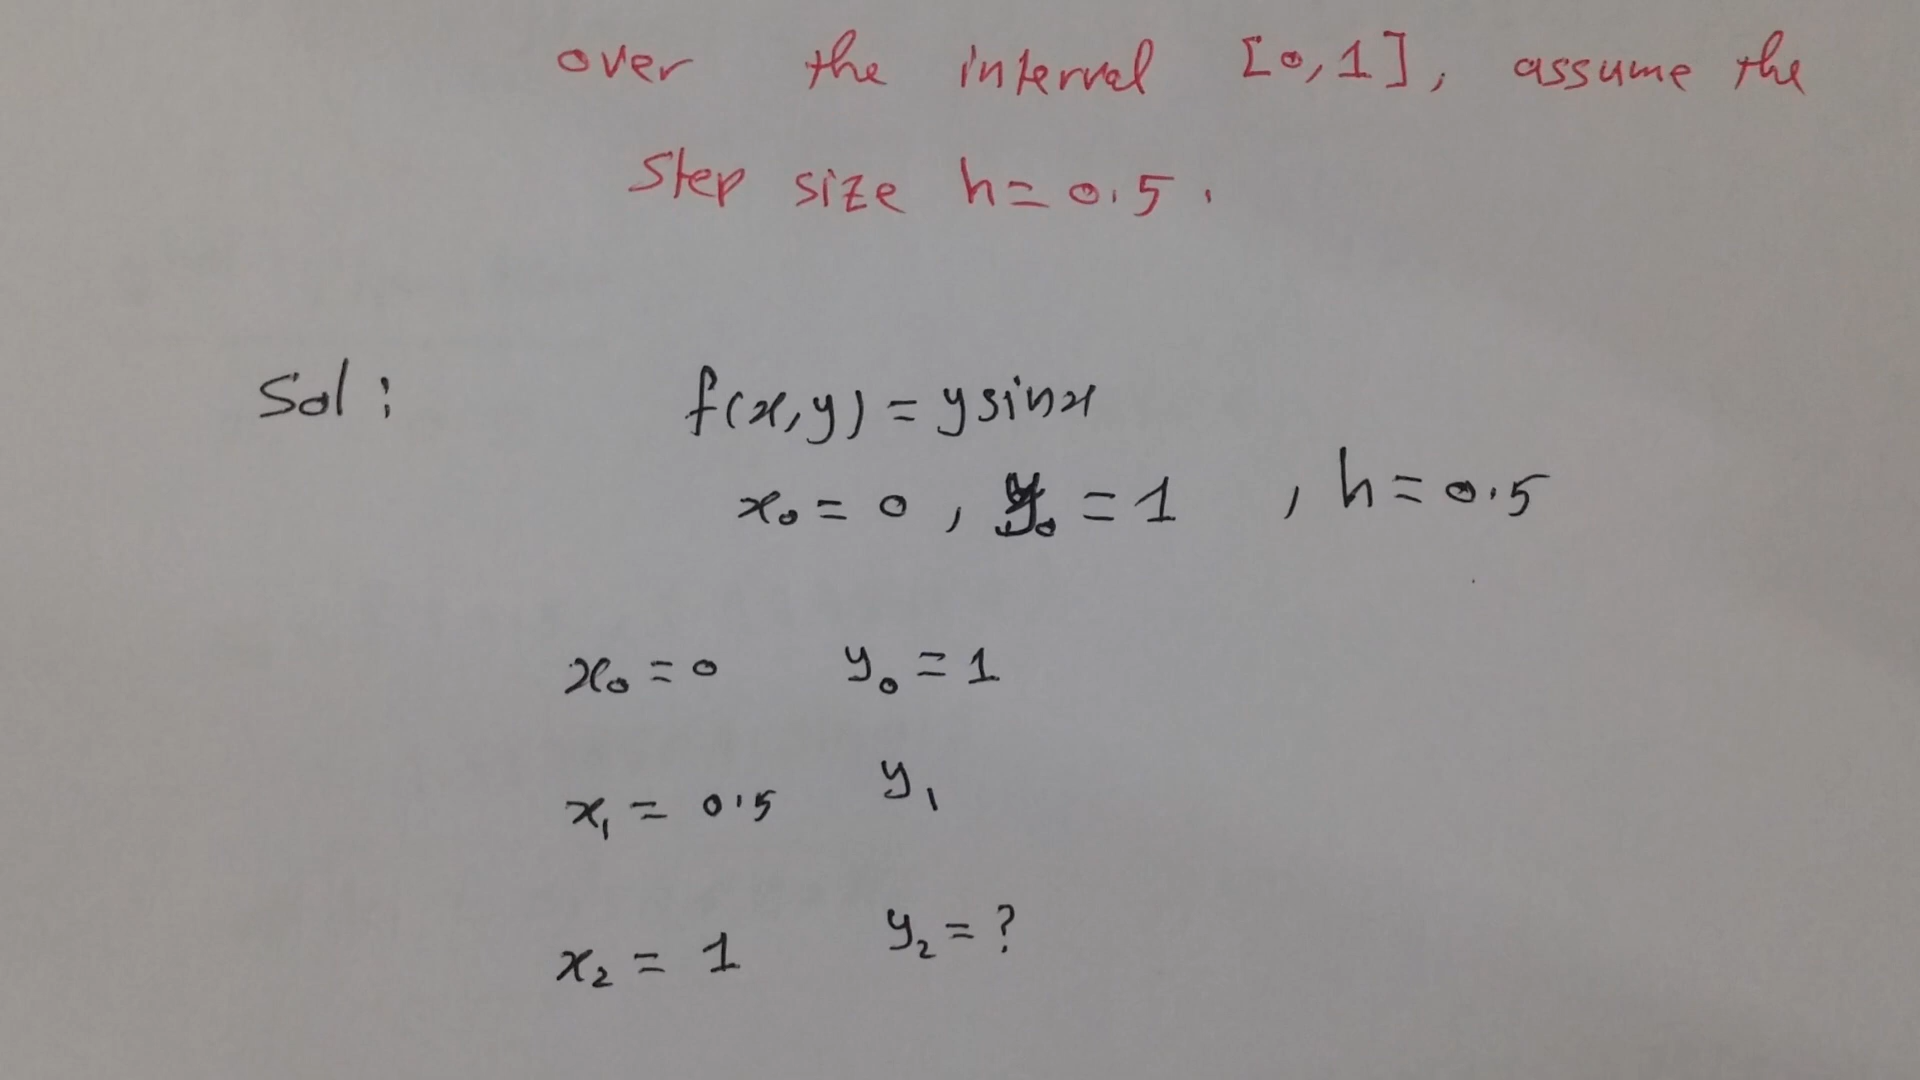 over the interval [0,1], assume the
step size h=0.5.
Sol: f(x,y) = y sinx
x₀ = 0, y₀ = 1, h = 0.5
x₀ = 0 y₀ = 1
x₁ = 0.5 y₁
x₂ = 1 y₂ = ?